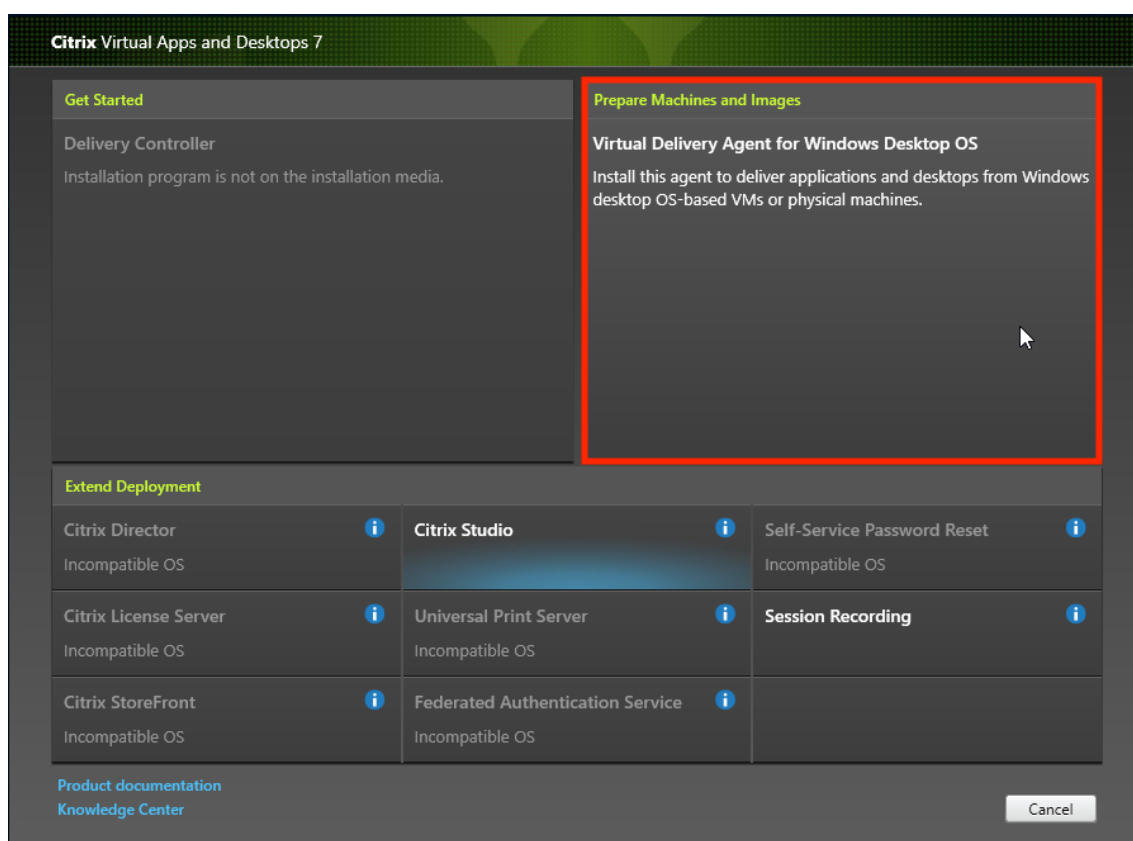 Citrix Virtual Apps and Desktops 7
Get Started
Delivery Controller
Installation program is not on the installation media.
Prepare Machines and Images
Virtual Delivery Agent for Windows Desktop OS
Install this agent to deliver applications and desktops from Windows
desktop OS-based VMs or physical machines.
Extend Deployment
Citrix Director
Incompatible OS
Citrix Studio
Self-Service Password Reset
Incompatible OS
Citrix License Server
Incompatible OS
Universal Print Server
Incompatible OS
Session Recording
Citrix StoreFront
Incompatible OS
Federated Authentication Service
Incompatible OS
Product documentation
Knowledge Center
Cancel